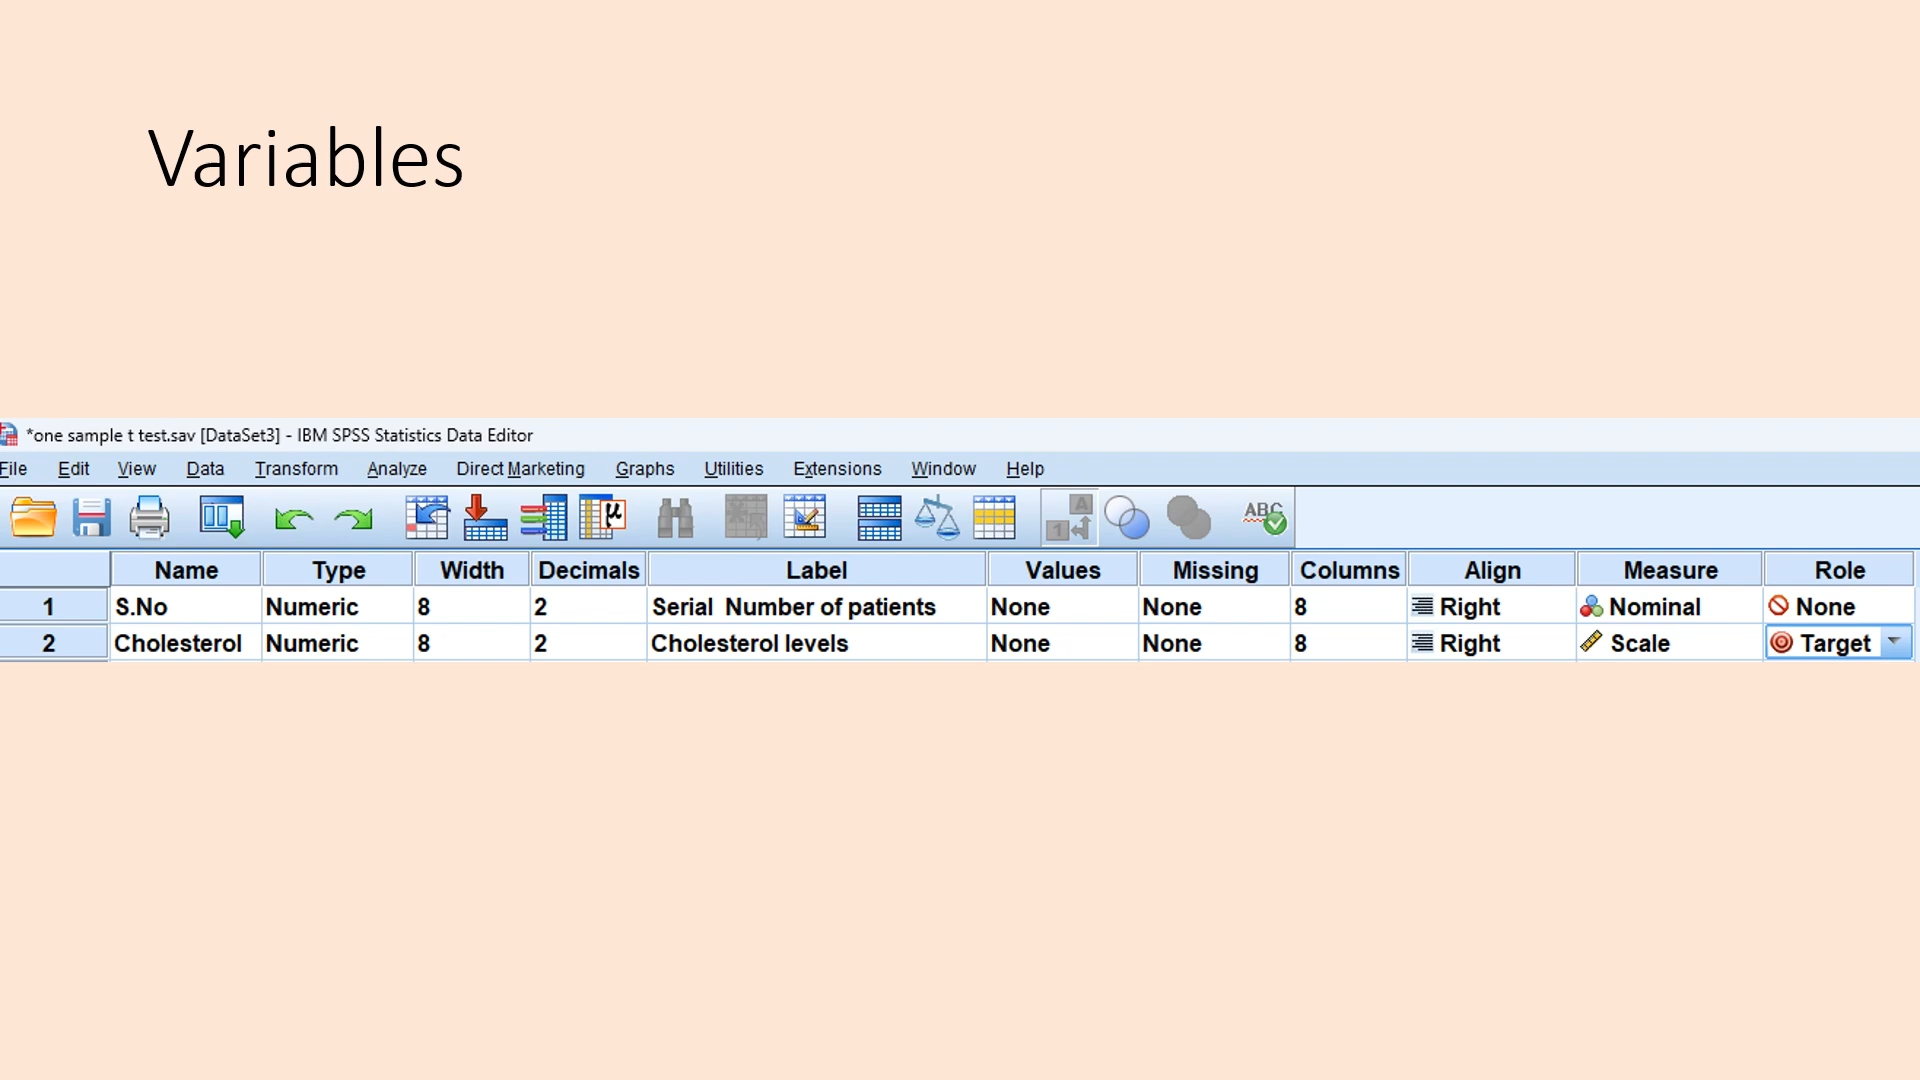 Variables
*one sample t test.sav [DataSet3] - IBM SPSS Statistics Data Editor
File Edit View Data Transform Analyze Direct Marketing Graphs Utilities Extensions Window Help
μ A 1 ABC
Name Type Width Decimals Label Values Missing Columns Align Measure Role
1 S.No Numeric 8 2 Serial  Number of patients None None 8 Right Nominal None
2 Cholesterol Numeric 8 2 Cholesterol levels None None 8 Right Scale Target